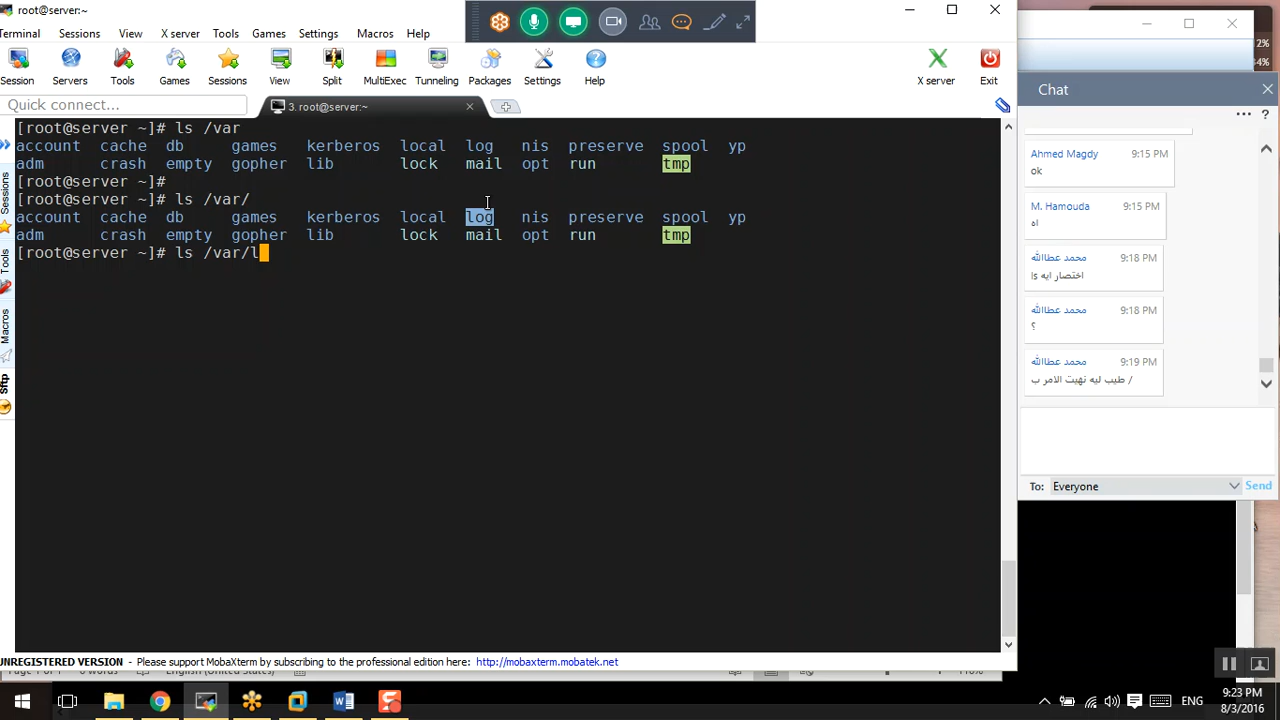 root@server:~
Terminal Sessions View X server Tools Games Settings Macros Help
Session Servers Tools Games Sessions View Split MultiExec Tunneling Packages Settings Help X server Exit
Quick connect...
3. root@server:~
[root@server ~]# ls /var
account cache db games kerberos local log nis preserve spool yp
adm crash empty gopher lib lock mail opt run tmp
[root@server ~]#
[root@server ~]# ls /var/
account cache db games kerberos local log nis preserve spool yp
adm crash empty gopher lib lock mail opt run tmp
[root@server ~]# ls /var/l
Sessions
Tools
Macros
Sftp
UNREGISTERED VERSION - Please support MobaXterm by subscribing to the professional edition here: http://mobaxterm.mobatek.net
2%
44%
Chat
?
Ahmed Magdy 9:15 PM
ok
M. Hamouda 9:15 PM
اه
محمد عطاالله 9:18 PM
اختصار ايه ls
محمد عطاالله 9:18 PM
؟
محمد عطاالله 9:19 PM
طيب ليه نهيت الامر ب /
To: Everyone Send
ENG
9:23 PM
8/3/2016